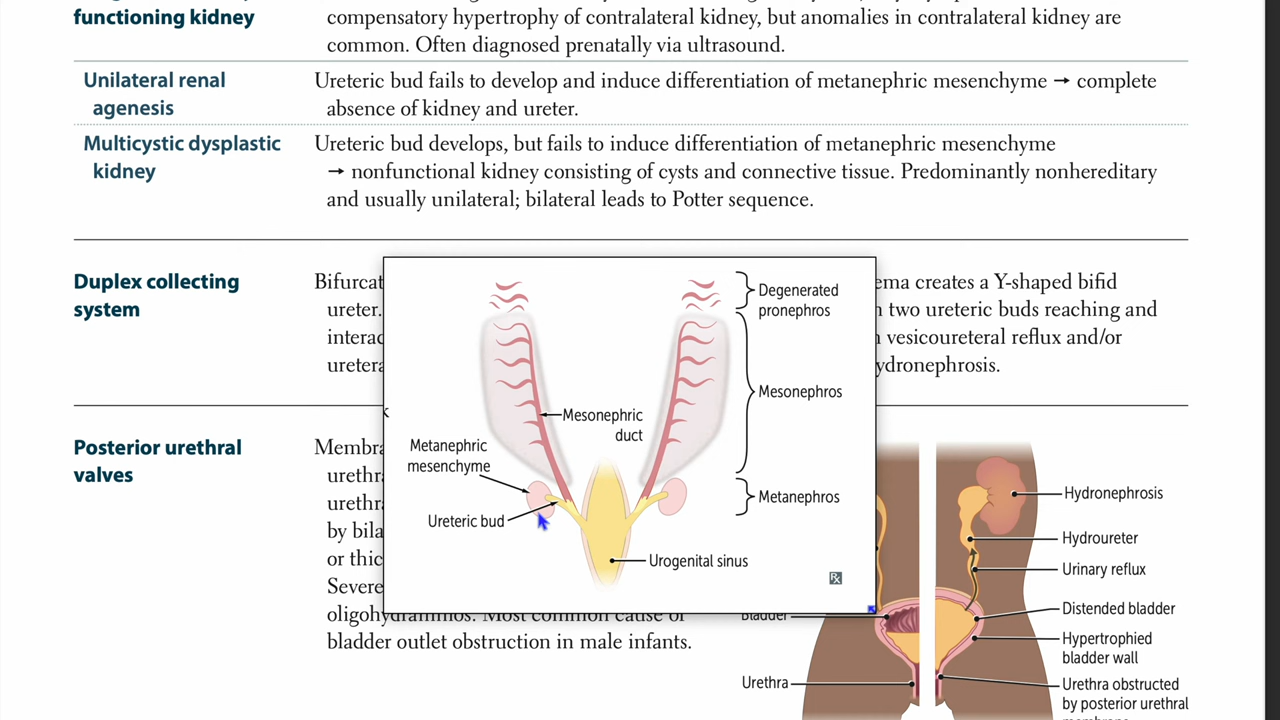 functioning kidney
compensatory hypertrophy of contralateral kidney, but anomalies in contralateral kidney are
common. Often diagnosed prenatally via ultrasound.
Unilateral renal
agenesis
Ureteric bud fails to develop and induce differentiation of metanephric mesenchyme → complete
absence of kidney and ureter.
Multicystic dysplastic
kidney
Ureteric bud develops, but fails to induce differentiation of metanephric mesenchyme
→ nonfunctional kidney consisting of cysts and connective tissue. Predominantly nonhereditary
and usually unilateral; bilateral leads to Potter sequence.
Duplex collecting
system
Bifurcat
ureter.
interac
uretera
ema creates a Y-shaped bifid
two ureteric buds reaching and
vesicoureteral reflux and/or
ydronephrosis.
Degenerated
pronephros
Mesonephros
Mesonephric
duct
Metanephric
mesenchyme
Metanephros
Ureteric bud
Urogenital sinus
Rx
k
Posterior urethral
valves
Membra
urethra
urethra
by bila
or thic
Severe
oligohydramnios. Most common cause of
bladder outlet obstruction in male infants.
Hydronephrosis
Hydroureter
Urinary reflux
Distended bladder
Hypertrophied
bladder wall
Urethra obstructed
by posterior urethral
Bladder
Urethra